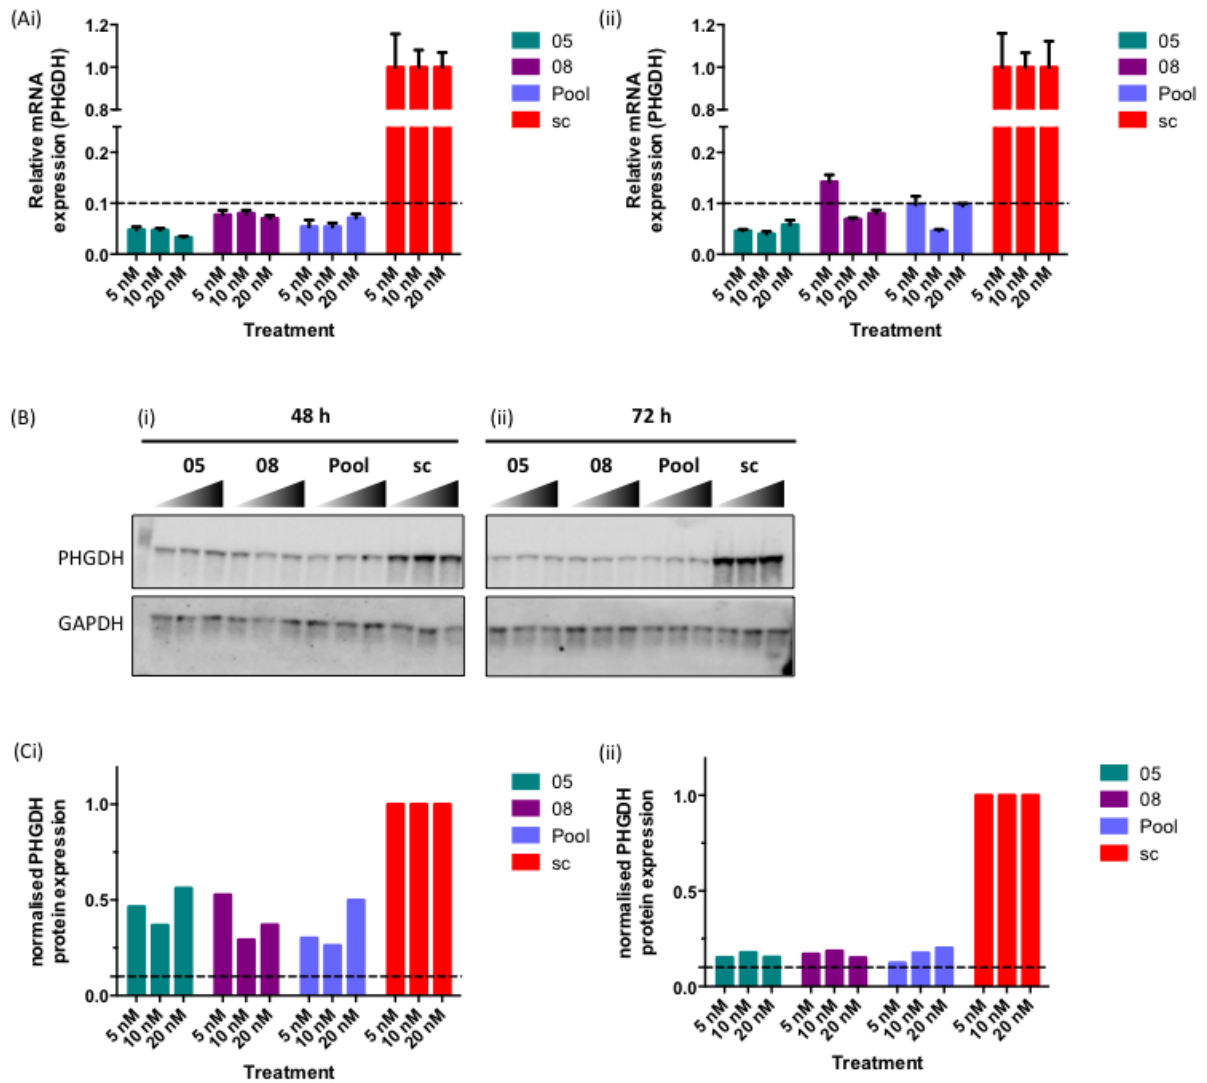 (Ai)
Relative mRNA
expression (PHGDH)
1.2
1.0
0.8
0.2
0.1
0.0
5 nM
10 nM
20 nM
5 nM
10 nM
20 nM
5 nM
10 nM
20 nM
5 nM
10 nM
20 nM
Treatment
05
08
Pool
sc
(ii)
Relative mRNA
expression (PHGDH)
1.2
1.0
0.8
0.2
0.1
0.0
5 nM
10 nM
20 nM
5 nM
10 nM
20 nM
5 nM
10 nM
20 nM
5 nM
10 nM
20 nM
Treatment
05
08
Pool
sc
(B)
(i)
48 h
05
08
Pool
sc
(ii)
72 h
05
08
Pool
sc
PHGDH
GAPDH
(Ci)
normalised PHGDH
protein expression
1.0
0.5
0.0
5 nM
10 nM
20 nM
5 nM
10 nM
20 nM
5 nM
10 nM
20 nM
5 nM
10 nM
20 nM
Treatment
05
08
Pool
sc
(ii)
normalised PHGDH
protein expression
1.0
0.5
0.0
5 nM
10 nM
20 nM
5 nM
10 nM
20 nM
5 nM
10 nM
20 nM
5 nM
10 nM
20 nM
Treatment
05
08
Pool
sc